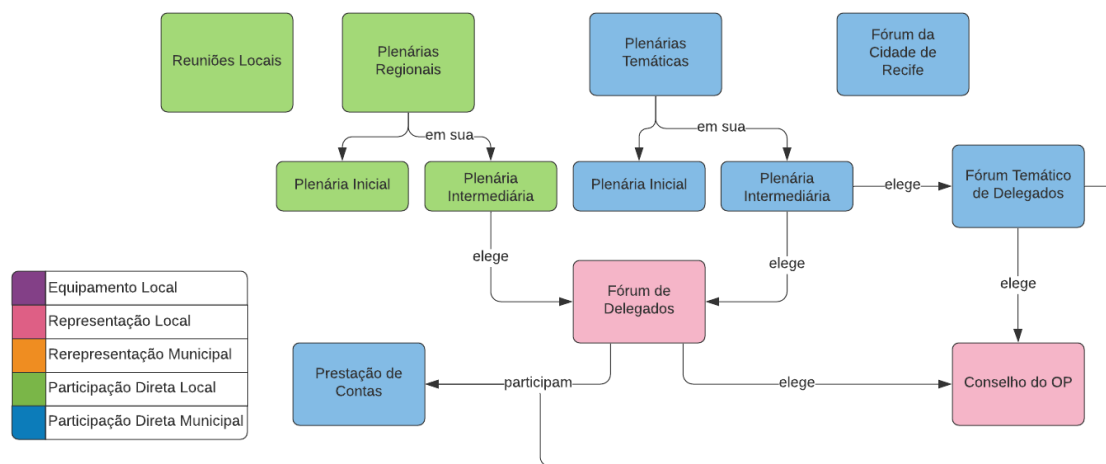 Reuniões Locais
Plenárias
Regionais
Plenárias
Temáticas
Fórum da
Cidade de
Recife
em sua
em sua
Plenária Inicial
Plenária
Intermediária
Plenária Inicial
Plenária
Intermediária
elege
Fórum Temático
de Delegados
elege
elege
elege
Fórum de
Delegados
Equipamento Local
Representação Local
Rerepresentação Municipal
Participação Direta Local
Participação Direta Municipal
Prestação de
Contas
participam
elege
Conselho do OP